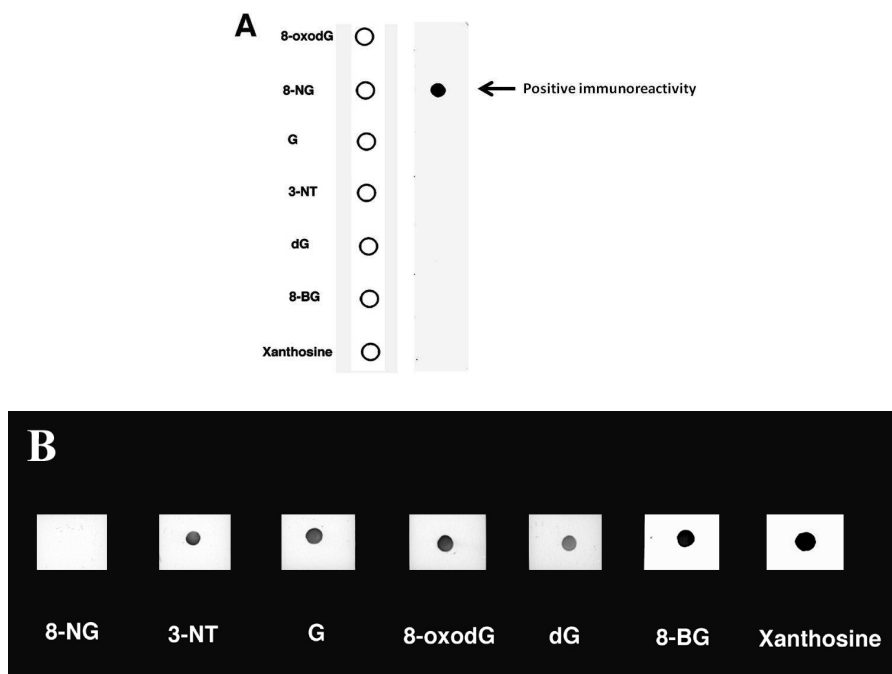 A
8-oxodG
8-NG
Positive immunoreactivity
G
3-NT
dG
8-BG
Xanthosine
B
8-NG 3-NT G 8-oxodG dG 8-BG Xanthosine